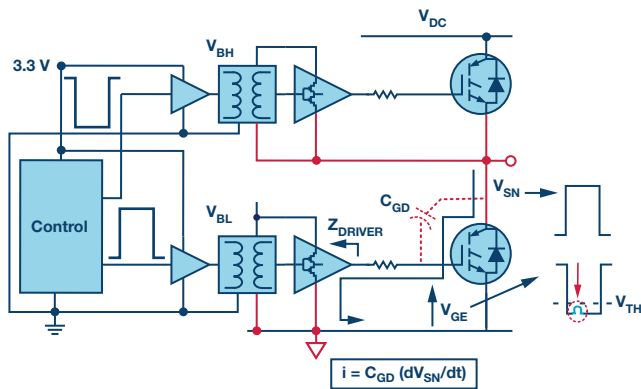 V_DC
V_BH
3.3 V
C_GD
V_SN
Control
V_BL
Z_DRIVER
V_GE
V_TH
i = C_GD (dV_SN/dt)